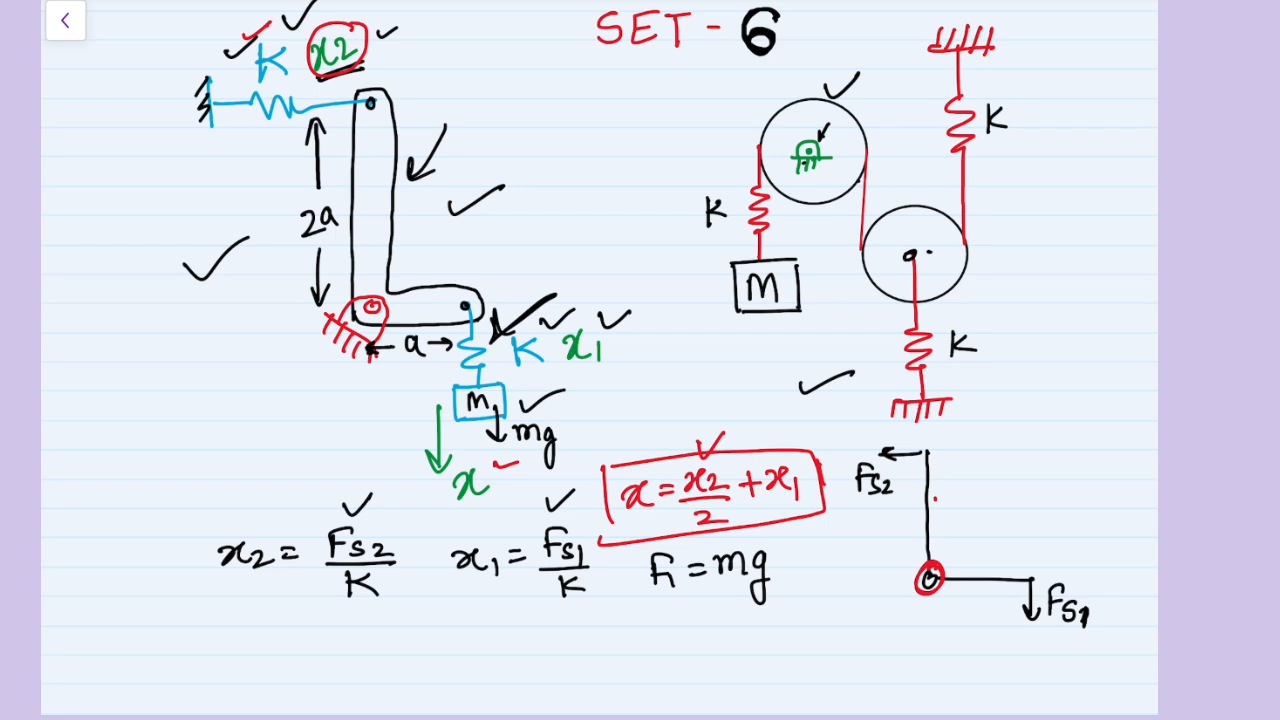 SET - 6
K x2
K
2a
K
M
a
K x1
K
m
mg
x
x = x2/2 + x1
Fs2
x2 = Fs2/K
x1 = Fs1/K
F1 = mg
Fs1